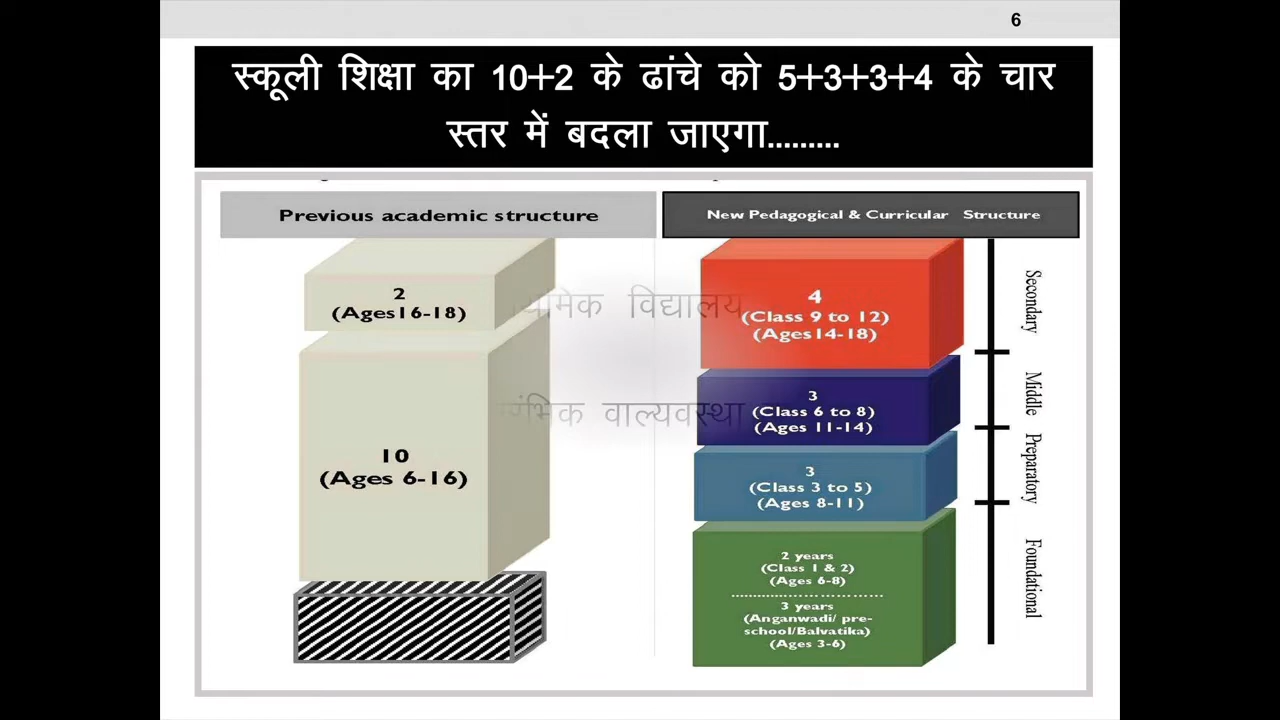 6
स्कूली शिक्षा का 10+2 के ढांचे को 5+3+3+4 के चार
स्तर में बदला जाएगा.........
Previous academic structure
2
(Ages16-18)
10
(Ages 6-16)
New Pedagogical & Curricular Structure
4
(Class 9 to 12)
(Ages14-18)
3
(Class 6 to 8)
(Ages 11-14)
3
(Class 3 to 5)
(Ages 8-11)
2 years
(Class 1 & 2)
(Ages 6-8)
3 years
(Anganwadi/ pre-
school/Balvatika)
(Ages 3-6)
Secondary
Middle
Preparatory
Foundational
विद्यालय
वाल्यवस्था